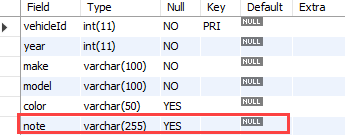 Field Type Null Key Default Extra
vehicleId int(11) NO PRI NULL
year int(11) NO NULL
make varchar(100) NO NULL
model varchar(100) NO NULL
color varchar(50) YES NULL
note varchar(255) YES NULL